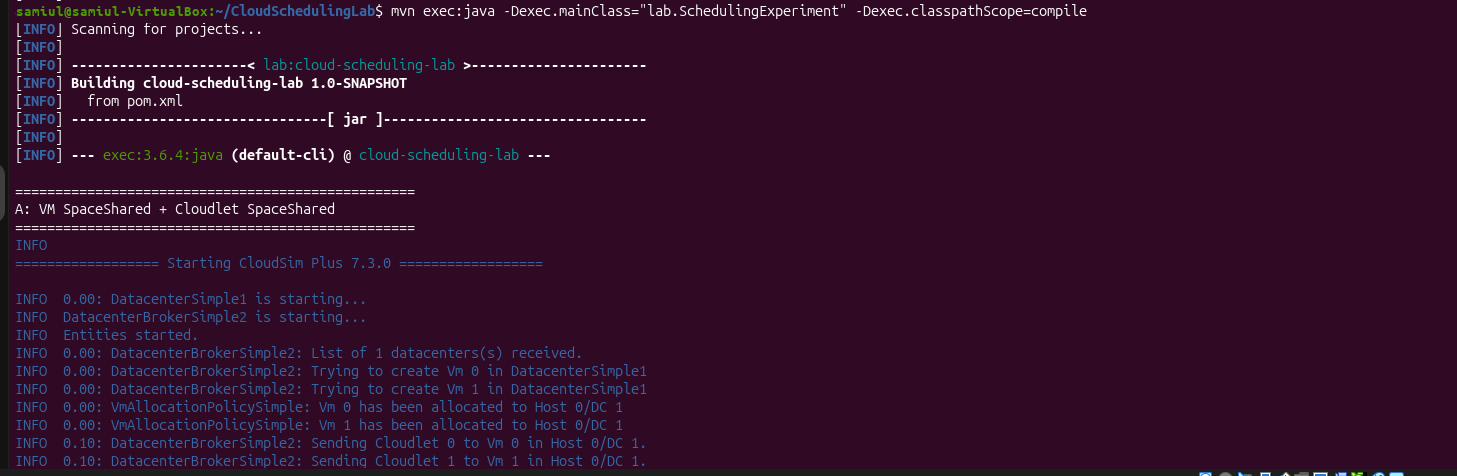 samiul@samiul-VirtualBox:~/CloudSchedulingLab$ mvn exec:java -Dexec.mainClass="lab.SchedulingExperiment" -Dexec.classpathScope=compile
[INFO] Scanning for projects...
[INFO]
[INFO] ----------------------< lab:cloud-scheduling-lab >----------------------
[INFO] Building cloud-scheduling-lab 1.0-SNAPSHOT
[INFO]   from pom.xml
[INFO] --------------------------------[ jar ]---------------------------------
[INFO]
[INFO] --- exec:3.6.4:java (default-cli) @ cloud-scheduling-lab ---
==================================================
A: VM SpaceShared + Cloudlet SpaceShared
==================================================
INFO
================== Starting CloudSim Plus 7.3.0 ==================
INFO  0.00: DatacenterSimple1 is starting...
INFO  DatacenterBrokerSimple2 is starting...
INFO  Entities started.
INFO  0.00: DatacenterBrokerSimple2: List of 1 datacenters(s) received.
INFO  0.00: DatacenterBrokerSimple2: Trying to create Vm 0 in DatacenterSimple1
INFO  0.00: DatacenterBrokerSimple2: Trying to create Vm 1 in DatacenterSimple1
INFO  0.00: VmAllocationPolicySimple: Vm 0 has been allocated to Host 0/DC 1
INFO  0.00: VmAllocationPolicySimple: Vm 1 has been allocated to Host 0/DC 1
INFO  0.10: DatacenterBrokerSimple2: Sending Cloudlet 0 to Vm 0 in Host 0/DC 1.
INFO  0.10: DatacenterBrokerSimple2: Sending Cloudlet 1 to Vm 1 in Host 0/DC 1.